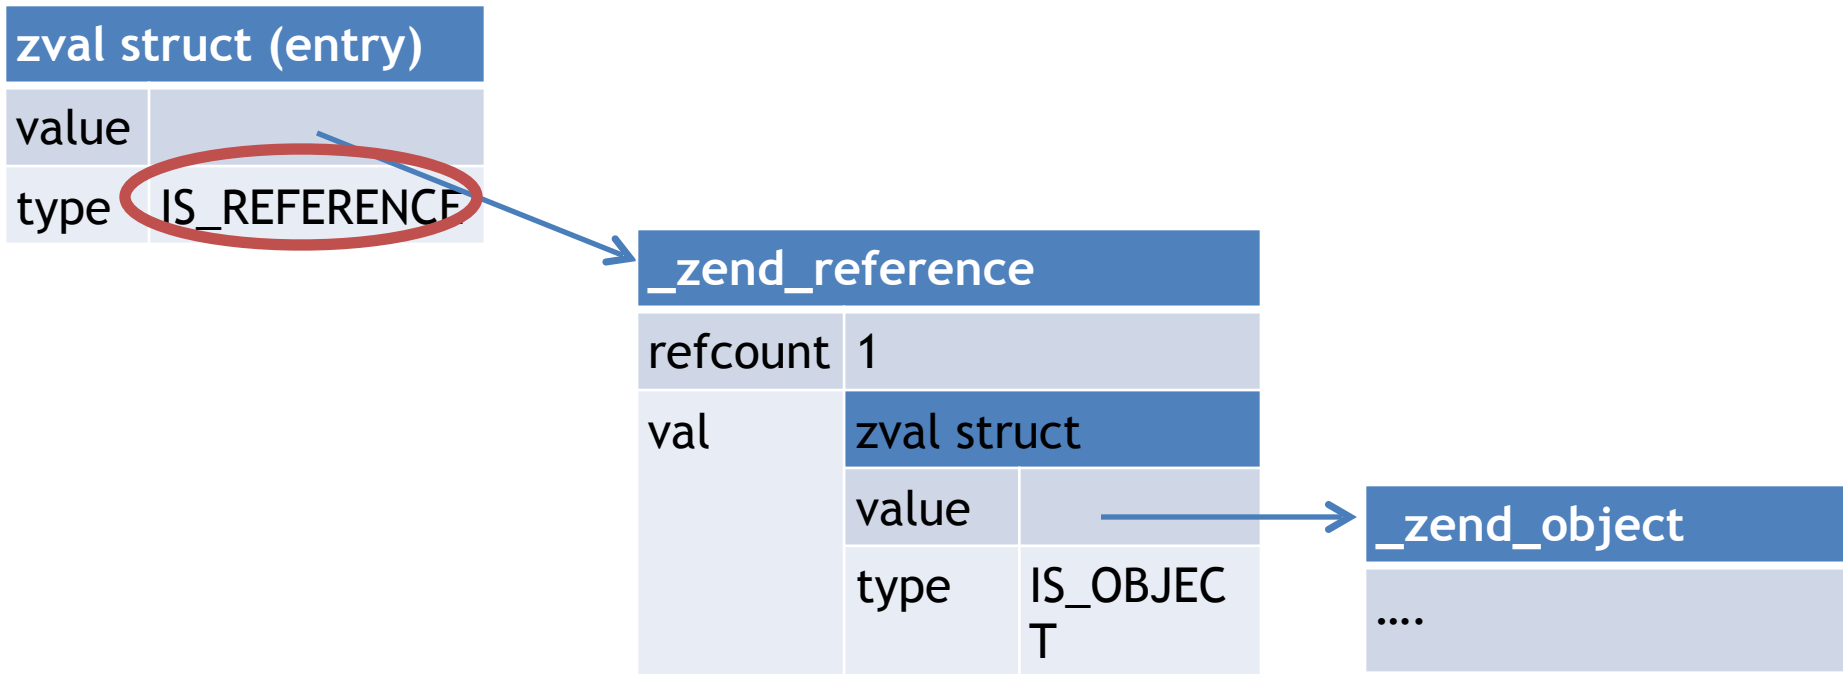 zval struct (entry)
value
type IS_REFERENCE
_zend_reference
refcount 1
val zval struct
value
type IS_OBJEC
T
_zend_object
....